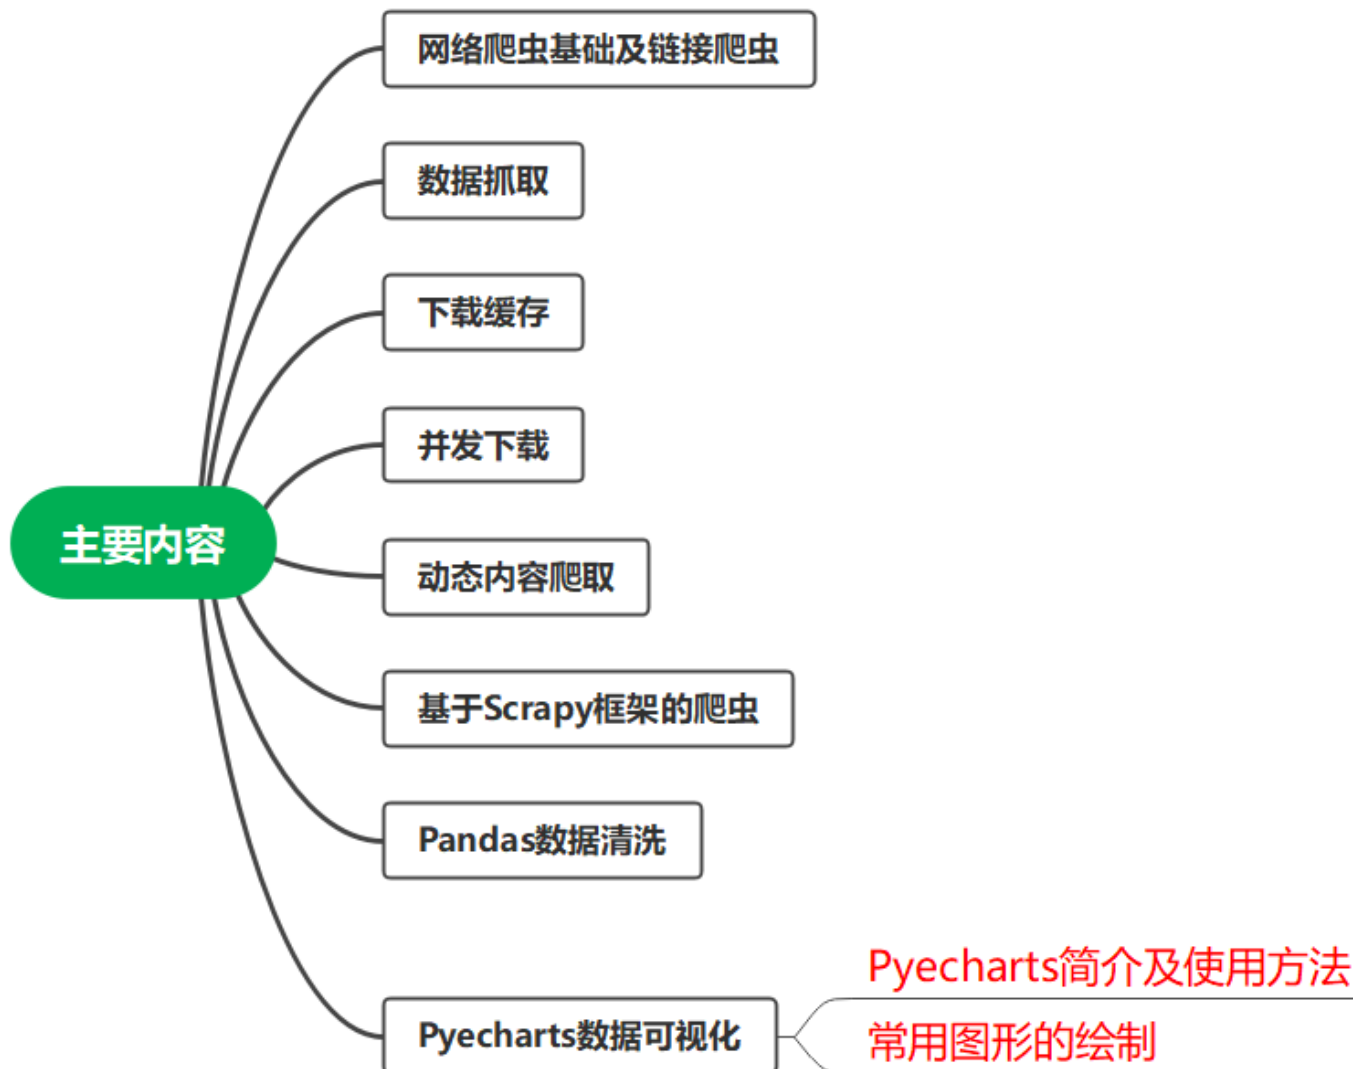 网络爬虫基础及链接爬虫
数据抓取
下载缓存
并发下载
主要内容
动态内容爬取
基于Scrapy框架的爬虫
Pandas数据清洗
Pyecharts简介及使用方法
Pyecharts数据可视化
常用图形的绘制